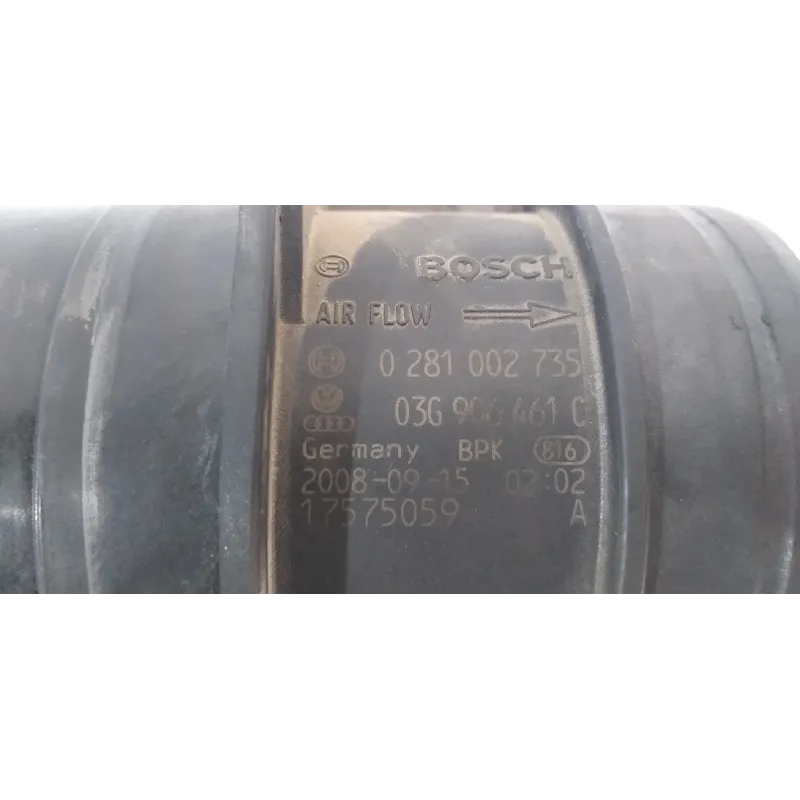 BOSCH
AIR FLOW
0 281 002 735
03G 906 461 C
Germany BPK 816
2008-09-15 02:02
17575059 A